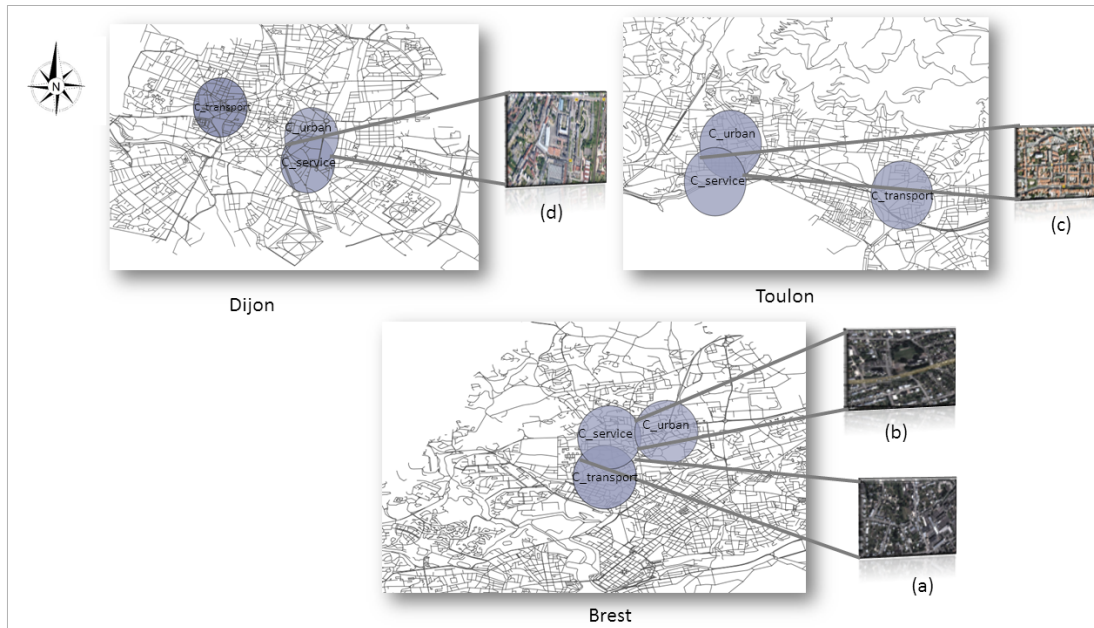 N
C_transport
C_urban
C_service
(d)
Dijon
C_urban
C_service
C_transport
(c)
Toulon
C_service
C_urban
C_transport
(b)
(a)
Brest